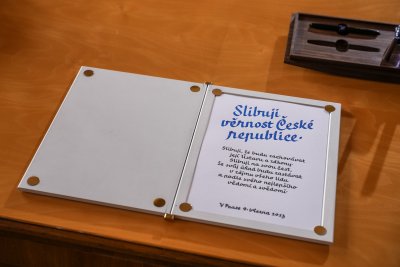 Slibuji
věrnost České
republice.
Slibuji, že budu zachovávat
její Ústavu a zákony.
Slibuji na svou čest,
že svůj úřad budu zastávat
v zájmu všeho lidu
a podle svého nejlepšího
vědomí a svědomí
V Praze 9. března 2023